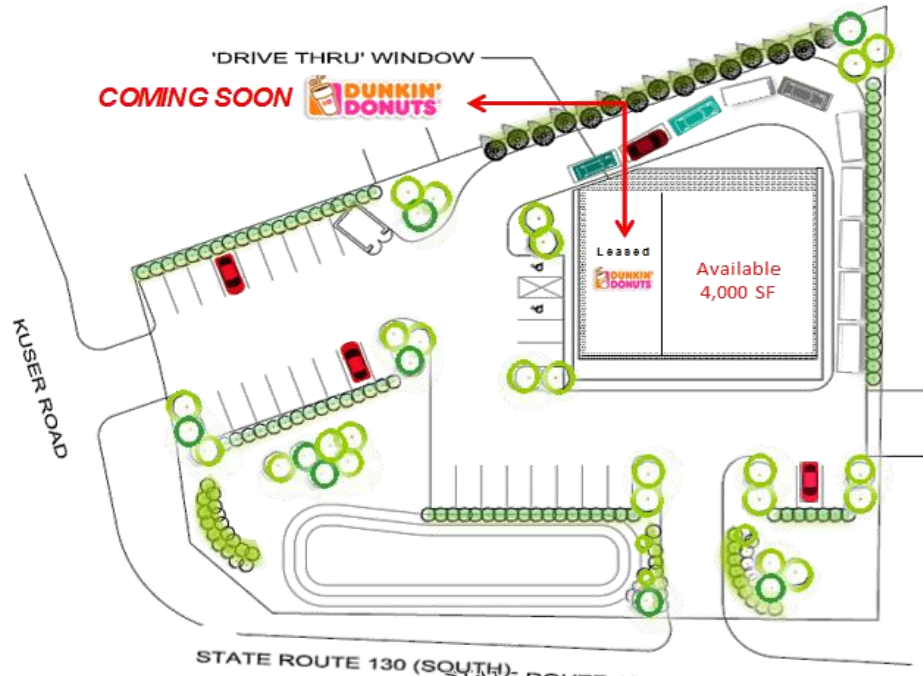 'DRIVE THRU' WINDOW
COMING SOON
DUNKIN'
DONUTS
Leased
DUNKIN'
DONUTS
Available
4,000 SF
KUSER ROAD
STATE ROUTE 130 (SOUTH)